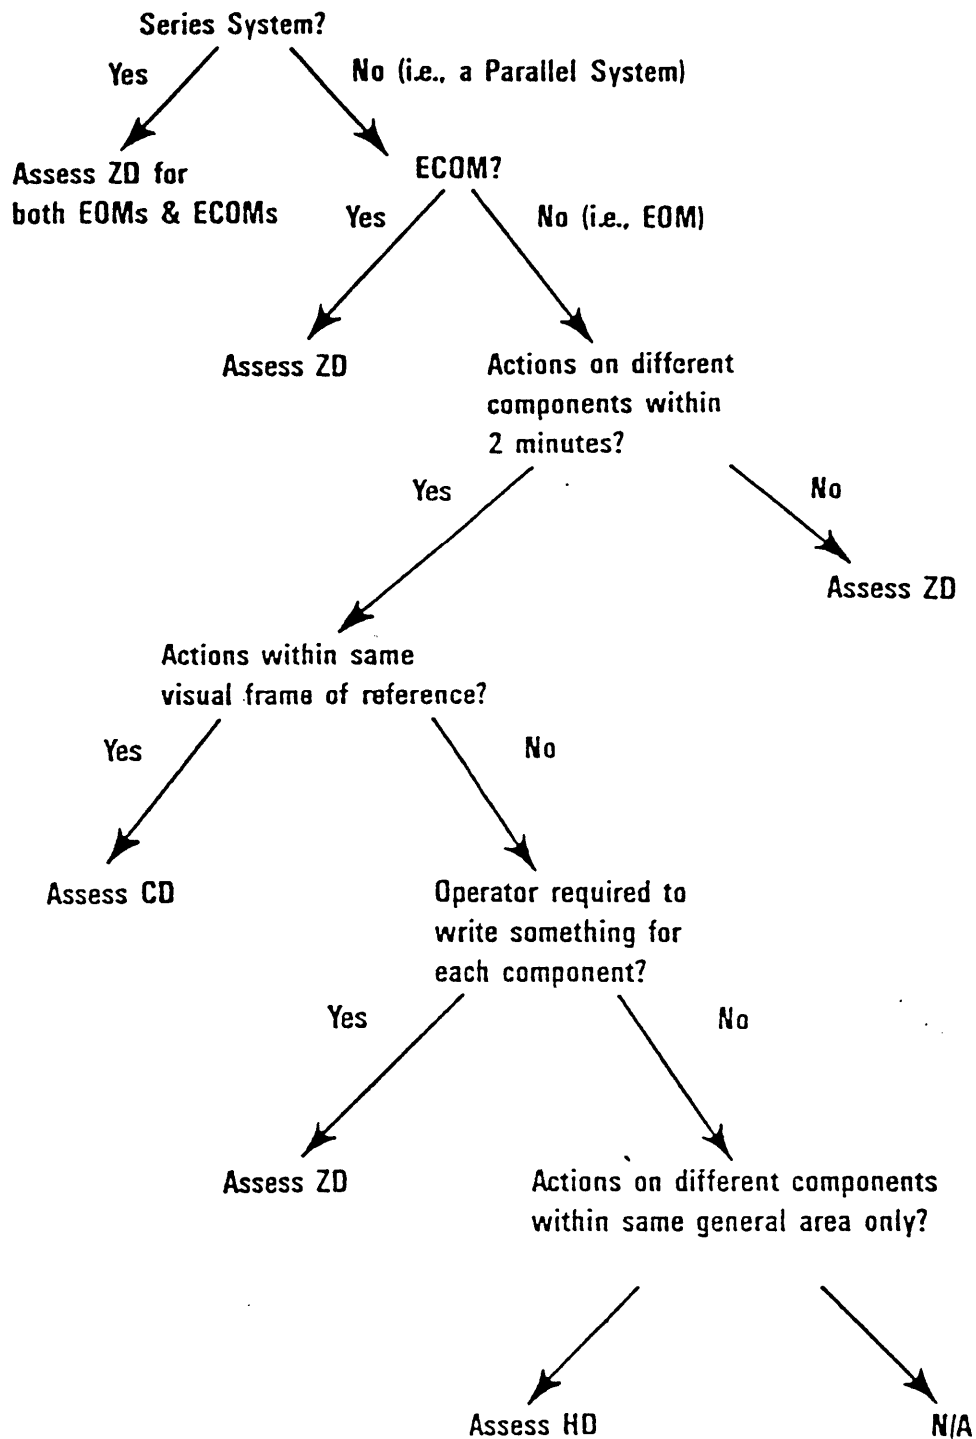 Series System?
Yes
No (i.e., a Parallel System)
Assess ZD for
both EOMs & ECOMs
ECOM?
Yes
No (i.e., EOM)
Assess ZD
Actions on different
components within
2 minutes?
Yes
No
Assess ZD
Actions within same
visual frame of reference?
Yes
No
Assess CD
Operator required to
write something for
each component?
Yes
No
Assess ZD
Actions on different components
within same general area only?
Assess HD
N/A